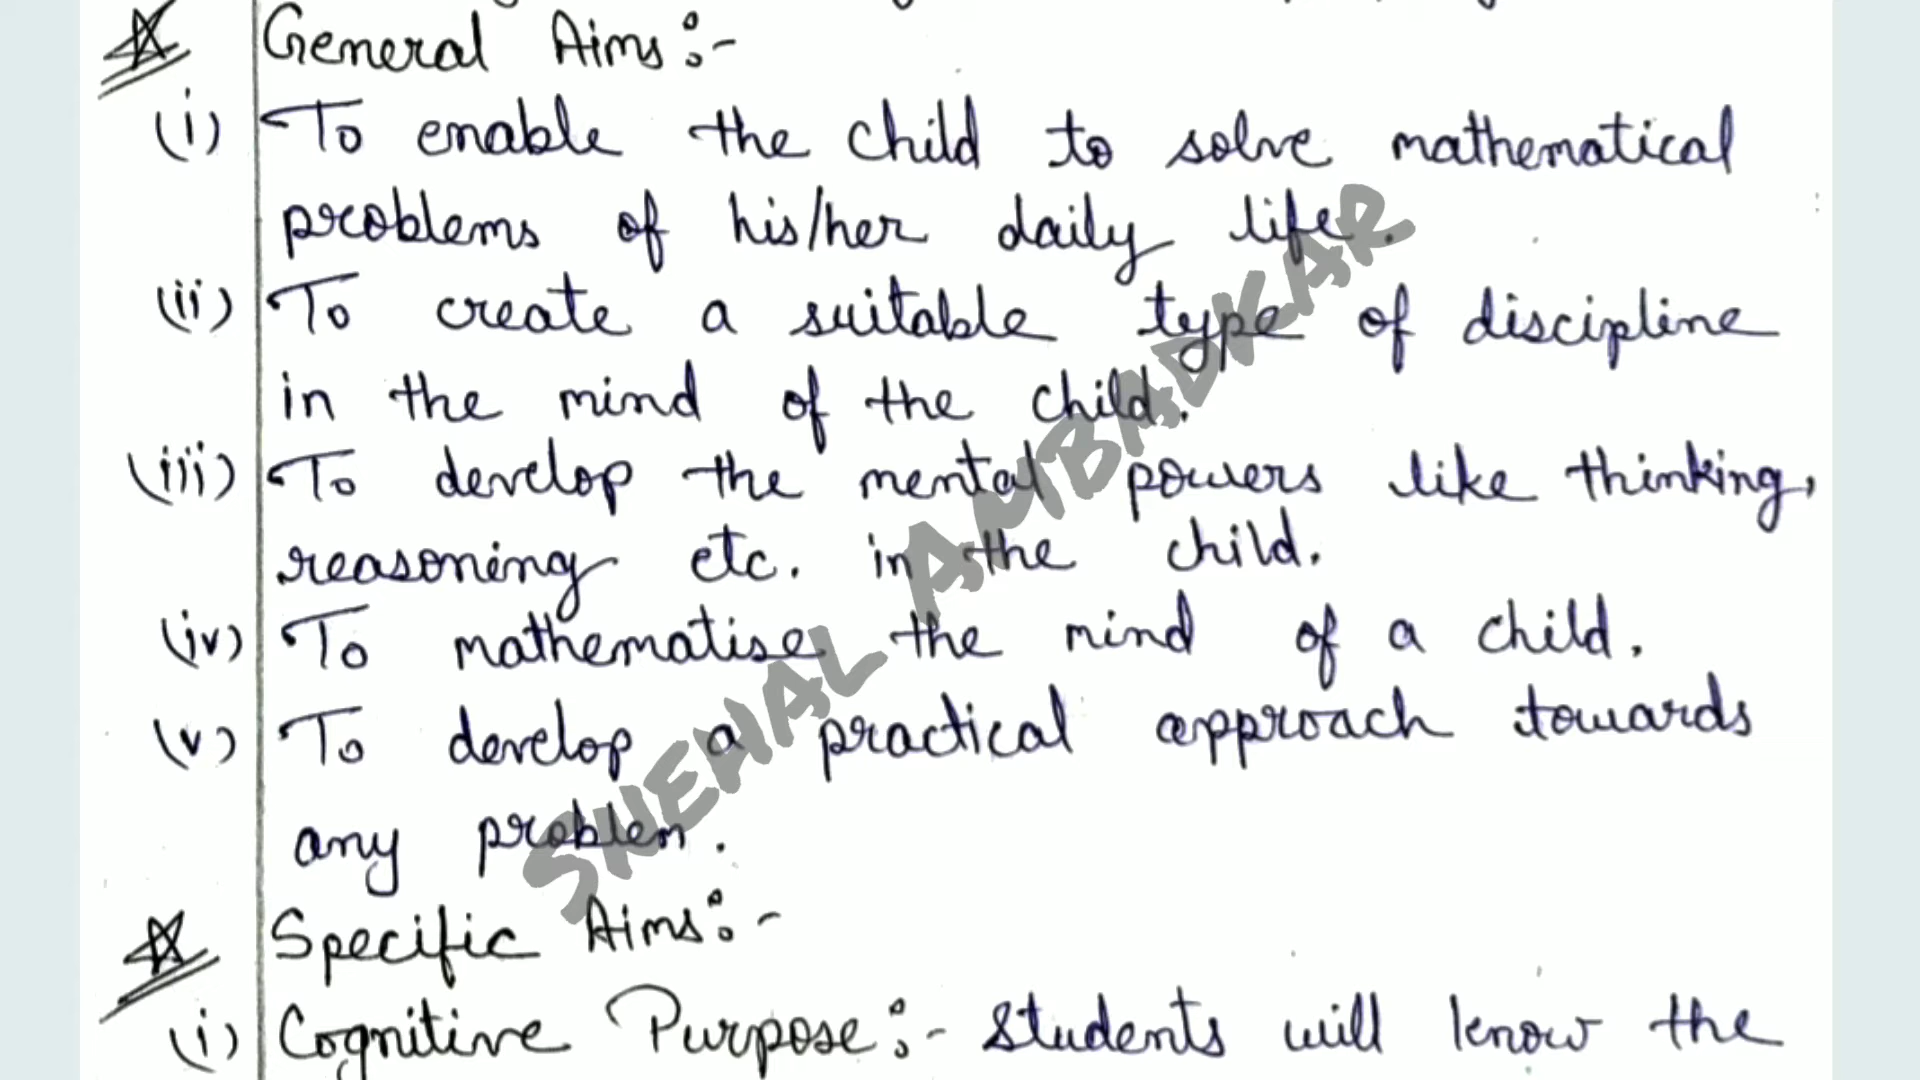 General Aims:-
(i) To enable the child to solve mathematical
problems of his/her daily life.
(ii) To create a suitable type of discipline
in the mind of the child.
(iii) To develop the mental powers like thinking,
reasoning etc. in the child.
(iv) To mathematise the mind of a child.
(v) To develop a practical approach towards
any problem.
SNEHAL AMBADKAR
Specific Aims:-
(i) Cognitive Purpose:- Students will know the